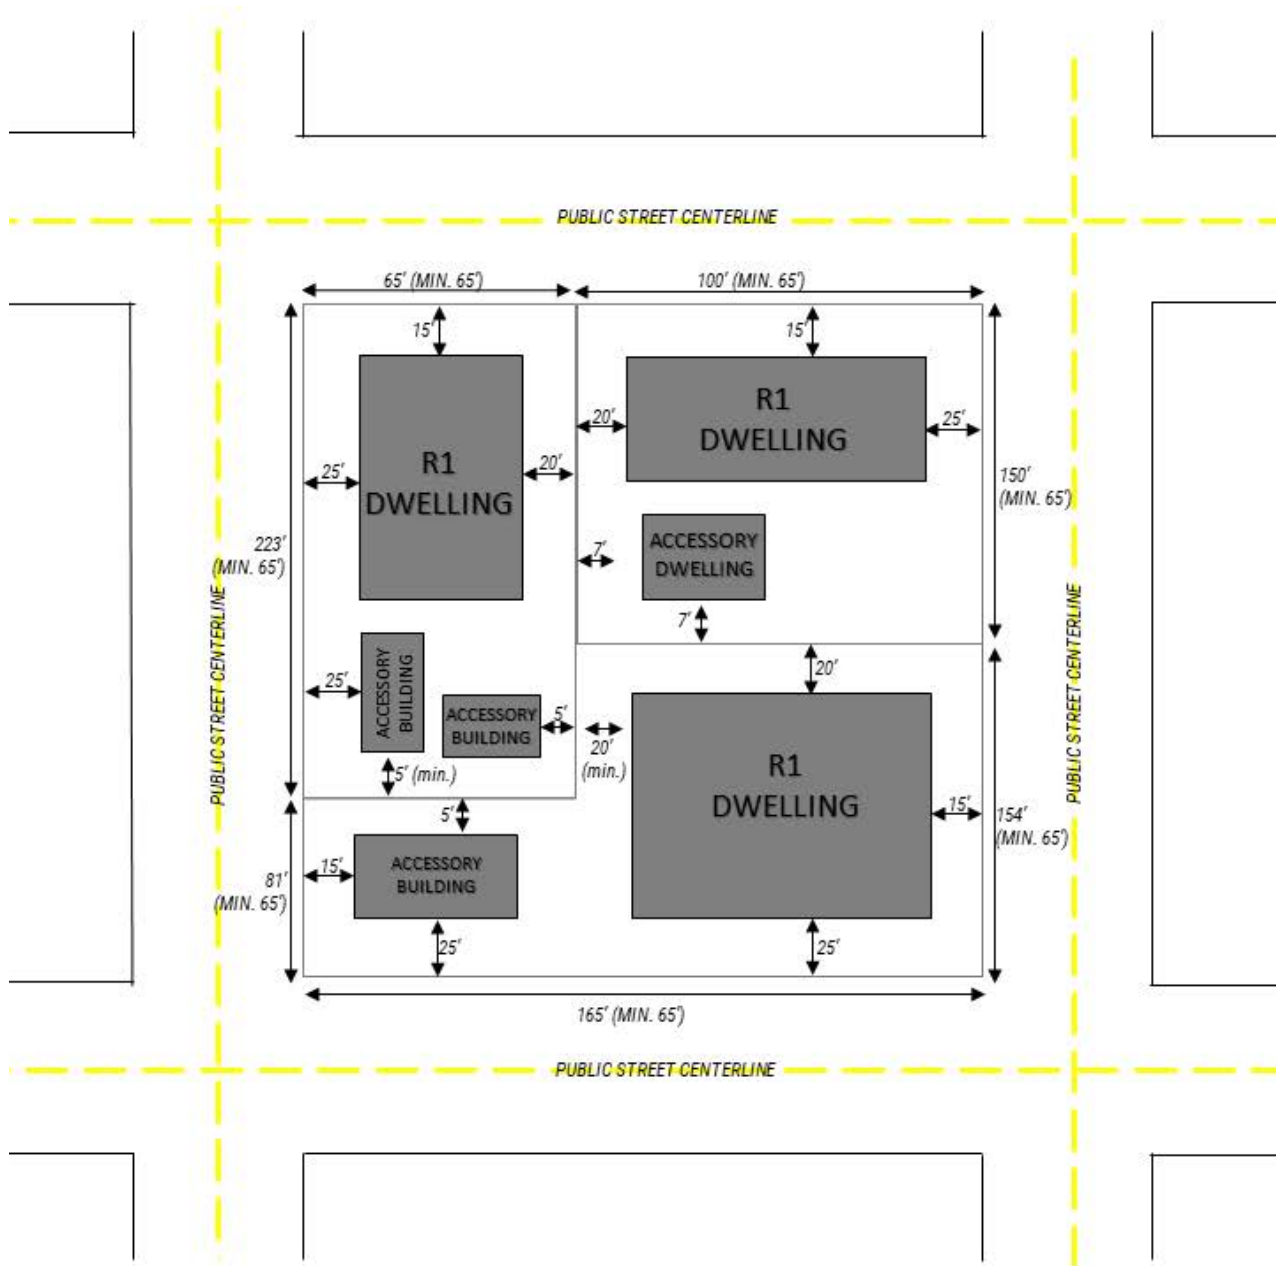 PUBLIC STREET CENTERLINE
65' (MIN. 65')
100' (MIN. 65')
15'
15'
R1
DWELLING
R1
DWELLING
20'
25'
25'
20'
150'
(MIN. 65')
223'
(MIN. 65')
ACCESSORY
DWELLING
7'
7'
PUBLIC STREET CENTERLINE
PUBLIC STREET CENTERLINE
25'
ACCESSORY
BUILDING
ACCESSORY
BUILDING
5'
5' (min.)
20'
20'
(min.)
R1
DWELLING
15'
154'
(MIN. 65')
5'
81'
(MIN. 65')
15'
ACCESSORY
BUILDING
25'
25'
165' (MIN. 65')
PUBLIC STREET CENTERLINE